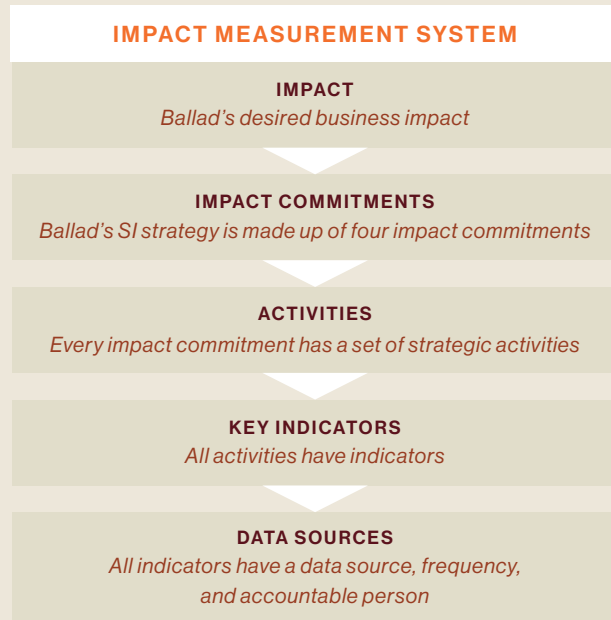 IMPACT MEASUREMENT SYSTEM
IMPACT
Ballad's desired business impact
IMPACT COMMITMENTS
Ballad's SI strategy is made up of four impact commitments
ACTIVITIES
Every impact commitment has a set of strategic activities
KEY INDICATORS
All activities have indicators
DATA SOURCES
All indicators have a data source, frequency,
and accountable person